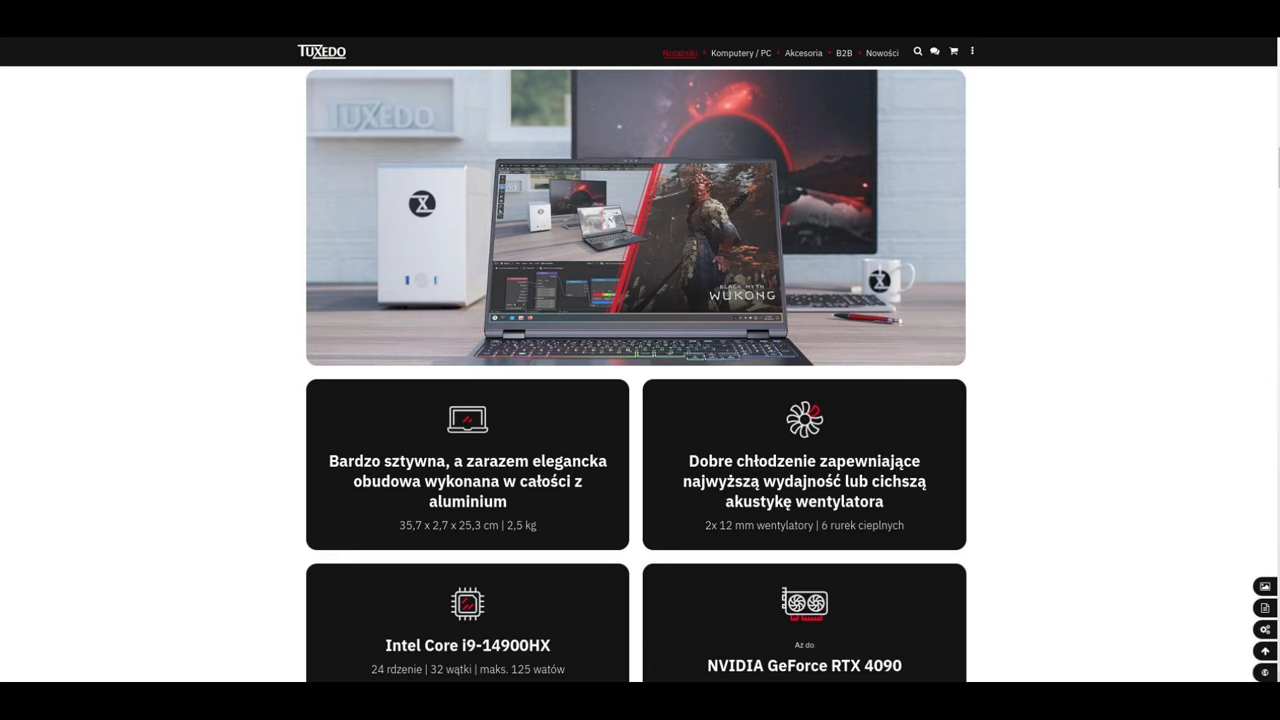 TUXEDO
Notatniki • Komputery / PC • Akcesoria • B2B • Nowości
TUXEDO
BLACK MYTH
WUKONG
Bardzo sztywna, a zarazem elegancka
obudowa wykonana w całości z
aluminium
35,7 x 2,7 x 25,3 cm | 2,5 kg
Dobre chłodzenie zapewniające
najwyższą wydajność lub cichszą
akustykę wentylatora
2x 12 mm wentylatory | 6 rurek cieplnych
Intel Core i9-14900HX
24 rdzenie | 32 wątki | maks. 125 watów
Aż do
NVIDIA GeForce RTX 4090